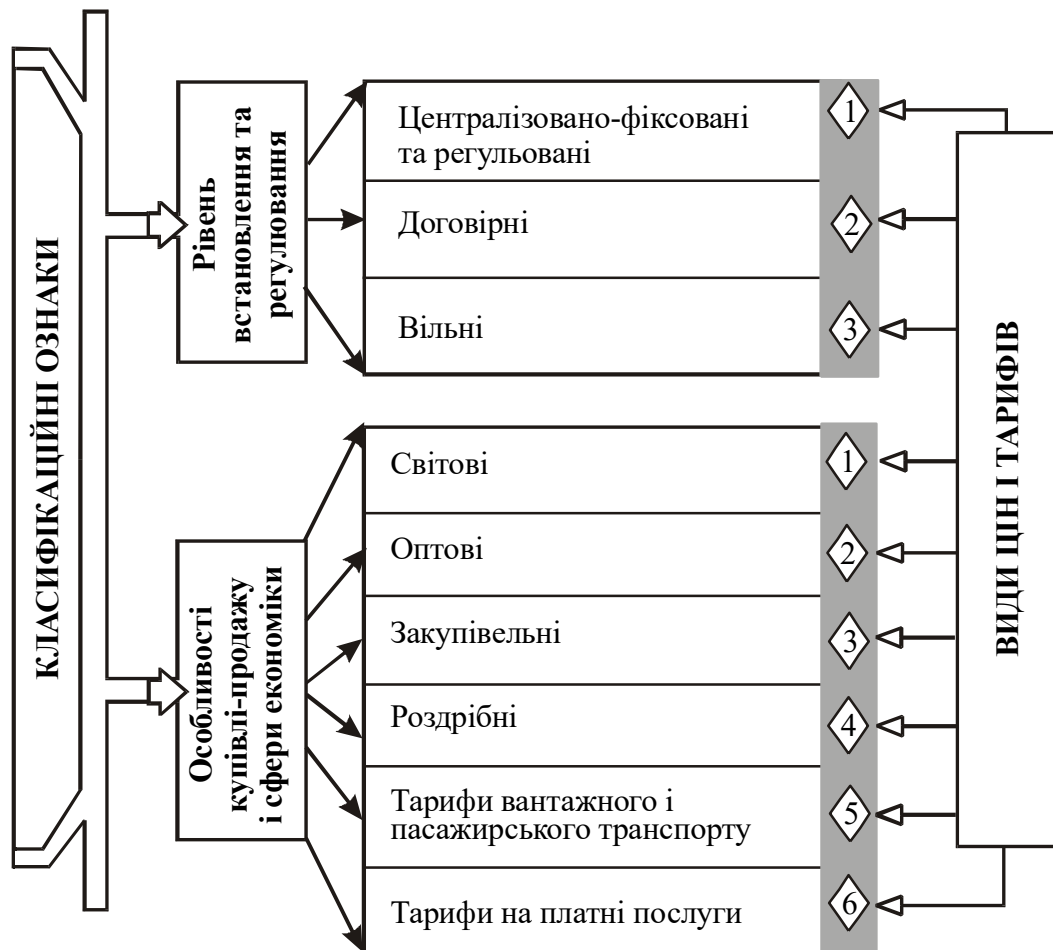 КЛАСИФІКАЦІЙНІ ОЗНАКИ
Рівень
встановлення та
регулювання
Централізовано-фіксовані
та регульовані
1
Договірні
2
Вільні
3
Особливості
купівлі-продажу
і сфери економіки
Світові
1
Оптові
2
Закупівельні
3
Роздрібні
4
Тарифи вантажного і
пасажирського транспорту
5
Тарифи на платні послуги
6
ВИДИ ЦІН І ТАРИФІВ